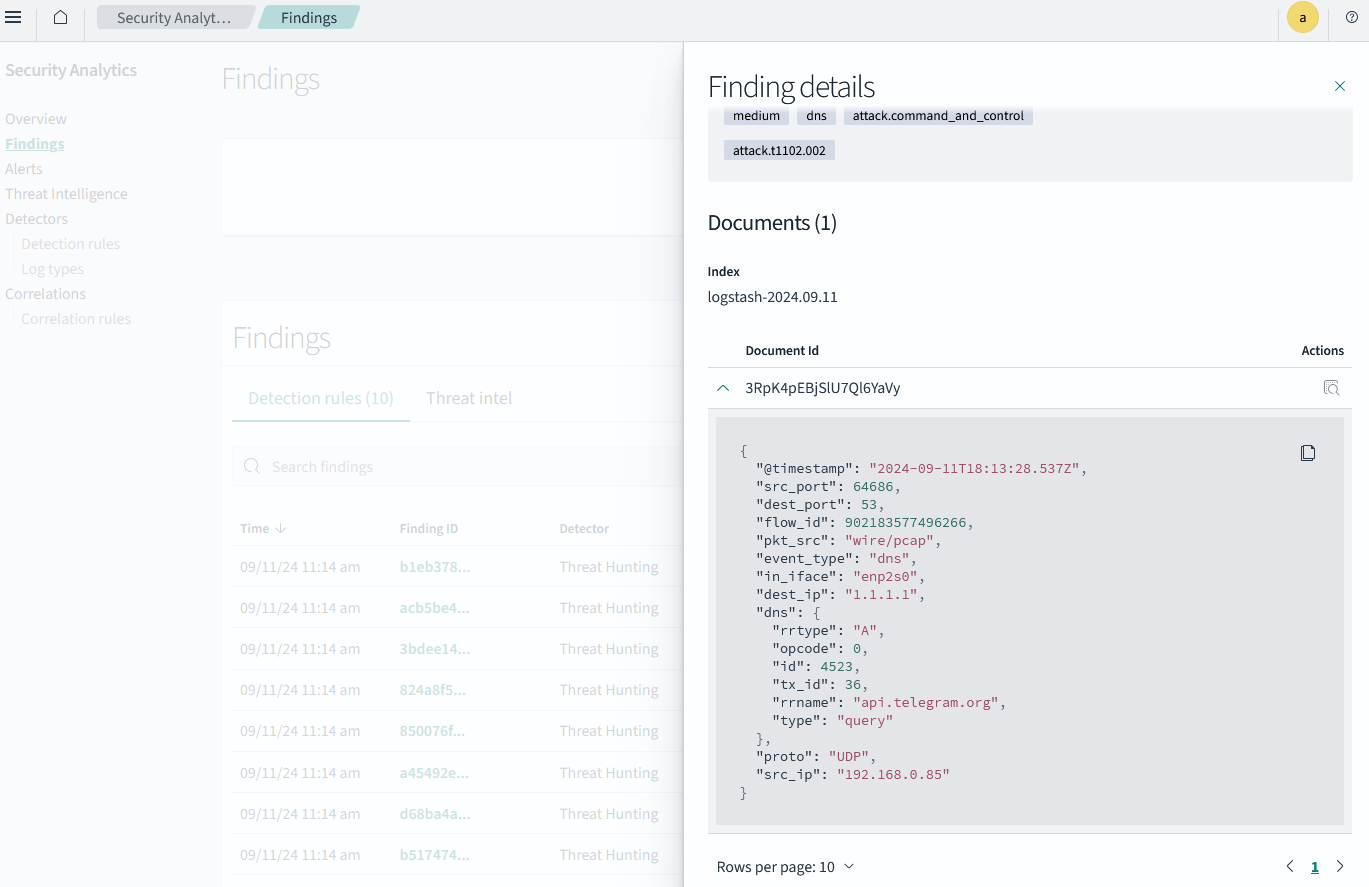 Security Analyt...
Findings
a
Security Analytics
Overview
Findings
Alerts
Threat Intelligence
Detectors
Detection rules
Log types
Correlations
Correlation rules
Findings
Findings
Detection rules (10)
Threat intel
Search findings
Time Finding ID Detector
09/11/24 11:14 am b1eb378... Threat Hunting
09/11/24 11:14 am acb5be4... Threat Hunting
09/11/24 11:14 am 3bdee14... Threat Hunting
09/11/24 11:14 am 824a8f5... Threat Hunting
09/11/24 11:14 am 850076f... Threat Hunting
09/11/24 11:14 am a45492e... Threat Hunting
09/11/24 11:14 am d68ba4a... Threat Hunting
09/11/24 11:14 am b517474... Threat Hunting
Finding details
medium dns attack.command_and_control
attack.t1102.002
Documents (1)
Index
logstash-2024.09.11
Document Id Actions
3RpK4pEBjSlU7Ql6YaVy
{
"@timestamp": "2024-09-11T18:13:28.537Z",
"src_port": 64686,
"dest_port": 53,
"flow_id": 902183577496266,
"pkt_src": "wire/pcap",
"event_type": "dns",
"in_iface": "enp2s0",
"dest_ip": "1.1.1.1",
"dns": {
"rrtype": "A",
"opcode": 0,
"id": 4523,
"tx_id": 36,
"rrname": "api.telegram.org",
"type": "query"
},
"proto": "UDP",
"src_ip": "192.168.0.85"
}
Rows per page: 10
1